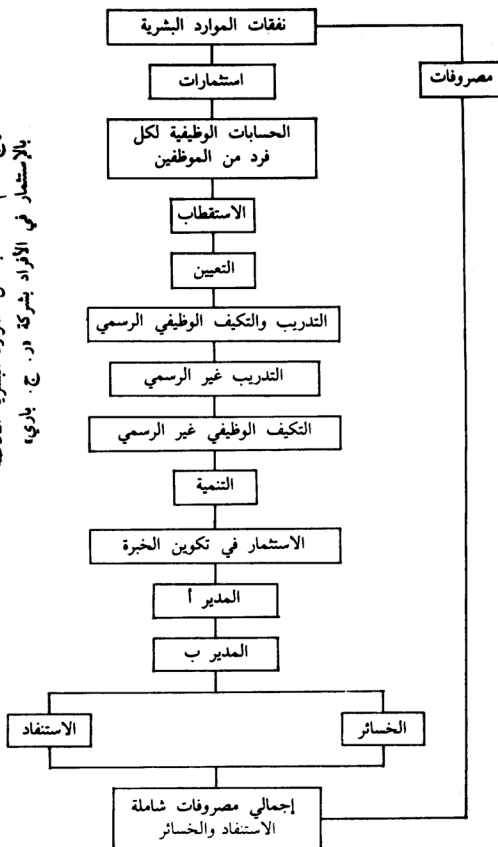 نفقات الموارد البشرية
مصروفات
استثمارات
الحسابات الوظيفية لكل
فرد من الموظفين
الاستقطاب
التعيين
التدريب والتكيف الوظيفي الرسمي
التدريب غير الرسمي
التكيف الوظيفي غير الرسمي
التنمية
الاستثمار في تكوين الخبرة
المدير أ
المدير ب
الخسائر
الاستنفاد
إجمالي مصروفات شاملة
الاستنفاد والخسائر
بالإستثمار في الأفراد بشركة «ر. ج. باري»